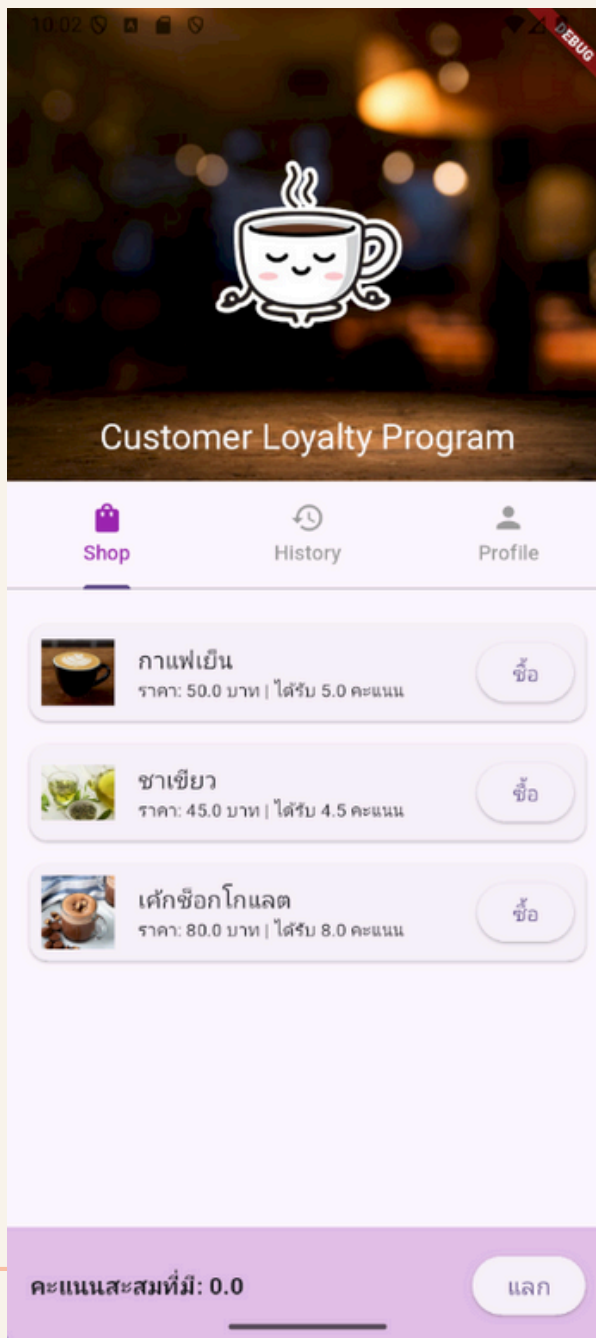 10:02
DEBUG
Customer Loyalty Program
Shop
History
Profile
กาแฟเย็น
ราคา: 50.0 บาท | ได้รับ 5.0 คะแนน
ซื้อ
ชาเขียว
ราคา: 45.0 บาท | ได้รับ 4.5 คะแนน
ซื้อ
เค้กช็อกโกแลต
ราคา: 80.0 บาท | ได้รับ 8.0 คะแนน
ซื้อ
คะแนนสะสมที่มี: 0.0
แลก